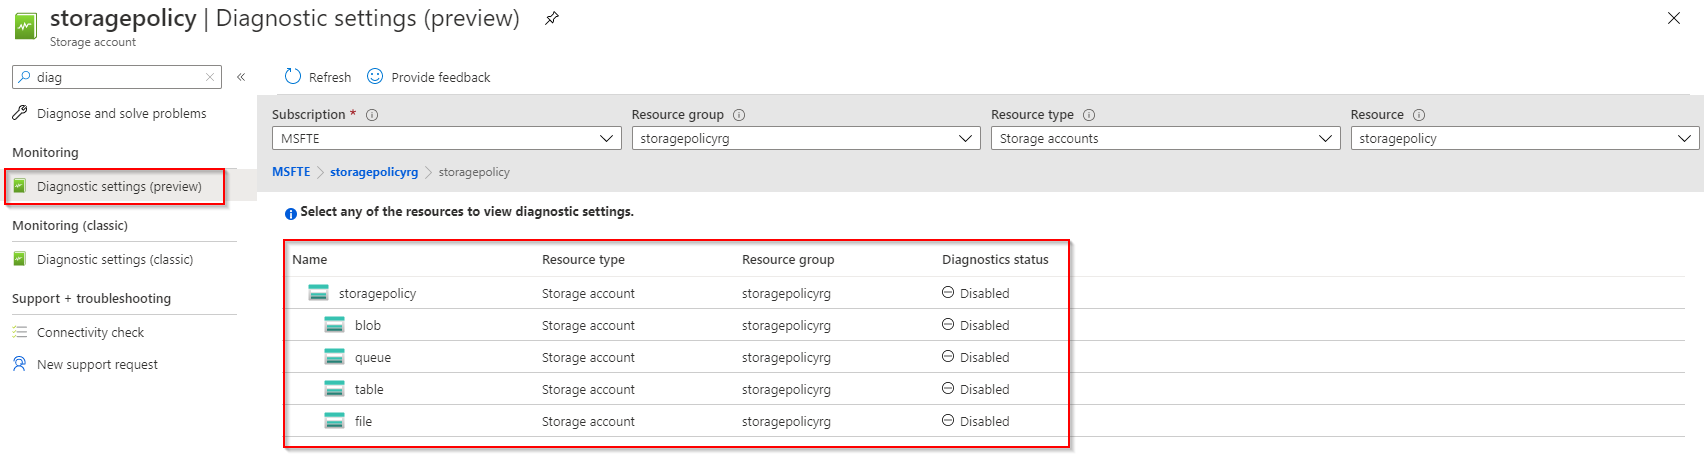 storagepolicy | Diagnostic settings (preview)
Storage account
diag
Refresh
Provide feedback
Diagnose and solve problems
Monitoring
Diagnostic settings (preview)
Monitoring (classic)
Diagnostic settings (classic)
Support + troubleshooting
Connectivity check
New support request
Subscription * Resource group Resource type Resource
MSFTE storagepolicyrg Storage accounts storagepolicy
MSFTE > storagepolicyrg > storagepolicy
Select any of the resources to view diagnostic settings.
Name Resource type Resource group Diagnostics status
storagepolicy Storage account storagepolicyrg Disabled
blob Storage account storagepolicyrg Disabled
queue Storage account storagepolicyrg Disabled
table Storage account storagepolicyrg Disabled
file Storage account storagepolicyrg Disabled